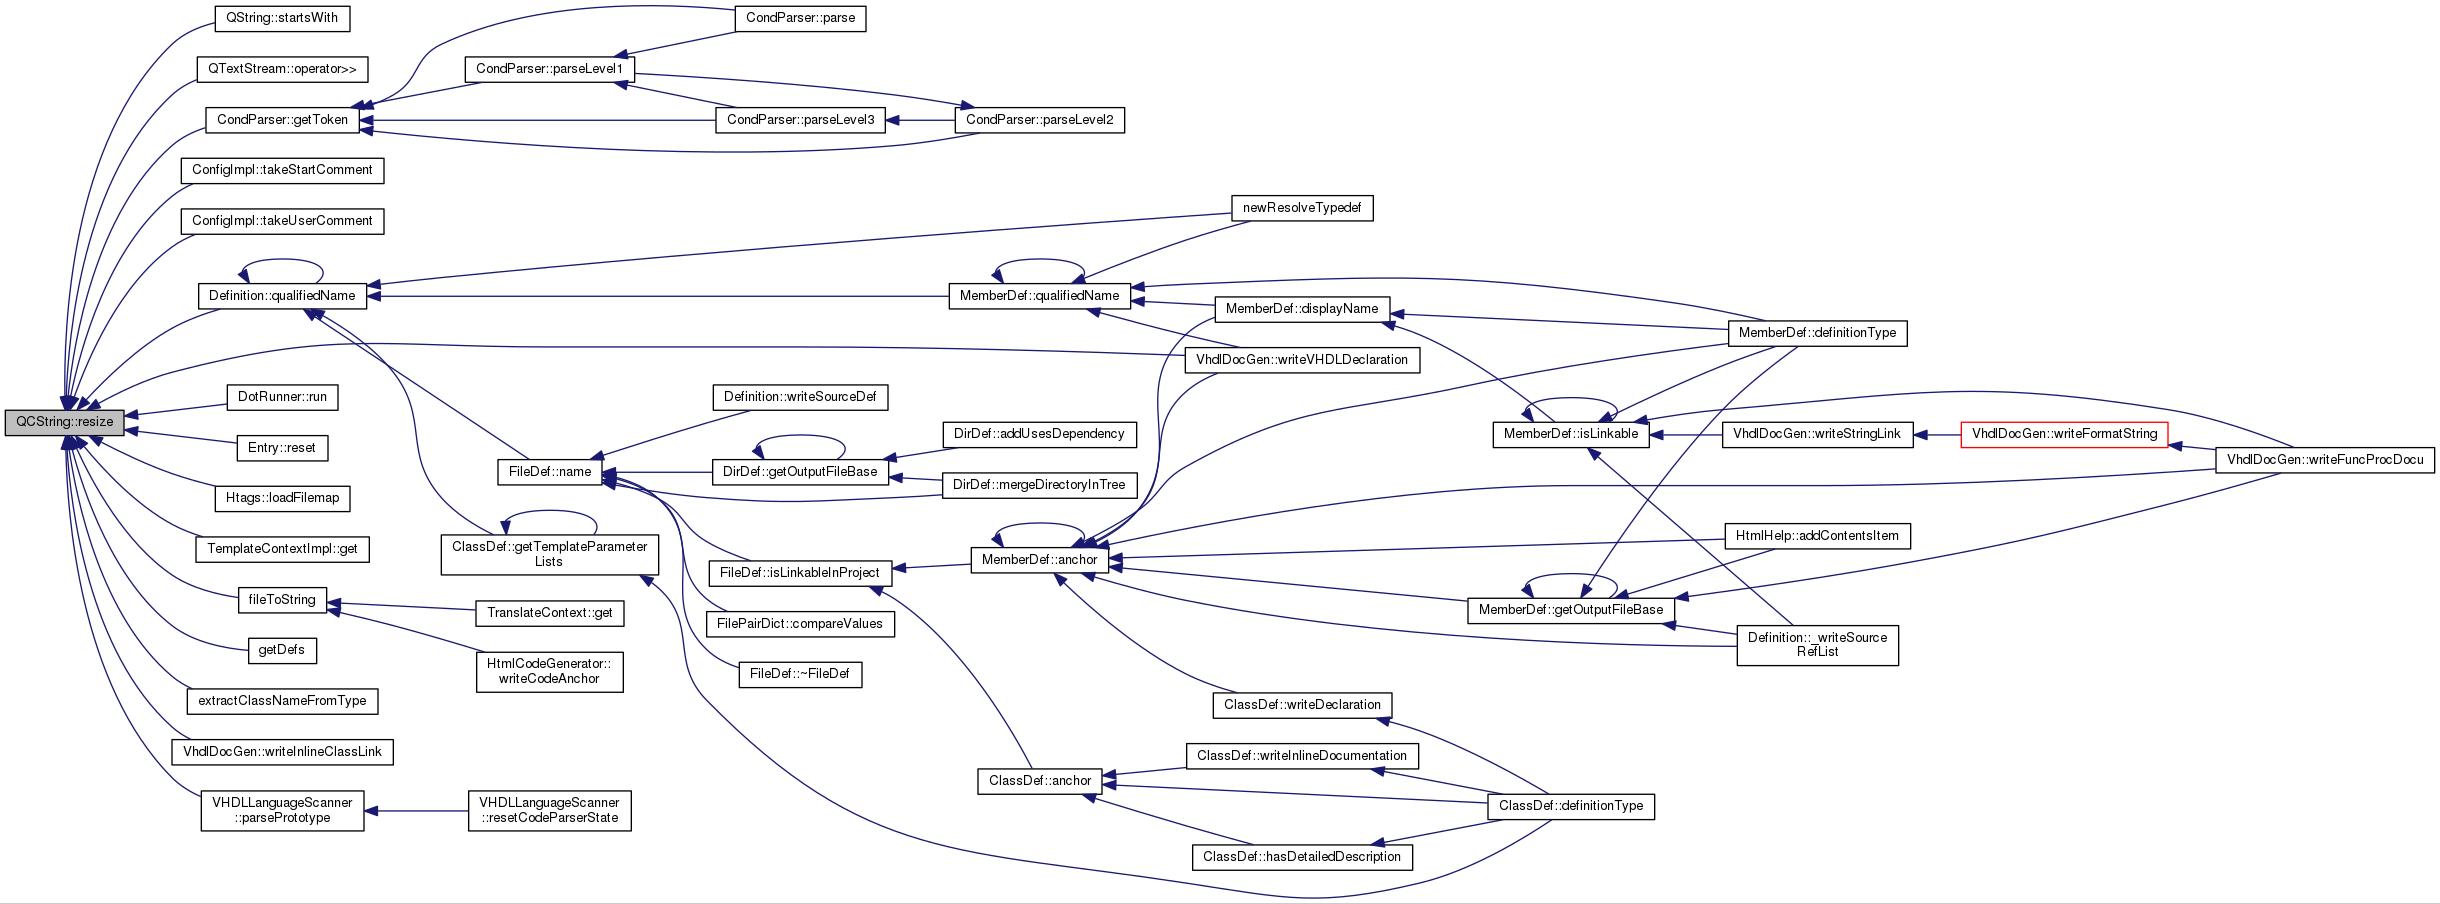 QString::startsWith
CondParser::parse
QTextStream::operator>>
CondParser::parseLevel1
CondParser::getToken
CondParser::parseLevel3
CondParser::parseLevel2
ConfigImpl::takeStartComment
ConfigImpl::takeUserComment
newResolveTypedef
Definition::qualifiedName
MemberDef::qualifiedName
MemberDef::displayName
MemberDef::definitionType
VhdlDocGen::writeVHDLDeclaration
DotRunner::run
Definition::writeSourceDef
QCString::resize
DirDef::addUsesDependency
MemberDef::isLinkable
VhdlDocGen::writeStringLink
VhdlDocGen::writeFormatString
Entry::reset
VhdlDocGen::writeFuncProcDocu
FileDef::name
DirDef::getOutputFileBase
DirDef::mergeDirectoryInTree
Htags::loadFilemap
HtmlHelp::addContentsItem
TemplateContextImpl::get
ClassDef::getTemplateParameter
Lists
MemberDef::anchor
FileDef::isLinkableInProject
fileToString
TranslateContext::get
MemberDef::getOutputFileBase
FilePairDict::compareValues
getDefs
Definition::_writeSource
RefList
HtmlCodeGenerator::
writeCodeAnchor
FileDef::~FileDef
extractClassNameFromType
ClassDef::writeDeclaration
VhdlDocGen::writeInlineClassLink
ClassDef::writeInlineDocumentation
ClassDef::anchor
VHDLLanguageScanner
::parsePrototype
VHDLLanguageScanner
::resetCodeParserState
ClassDef::definitionType
ClassDef::hasDetailedDescription